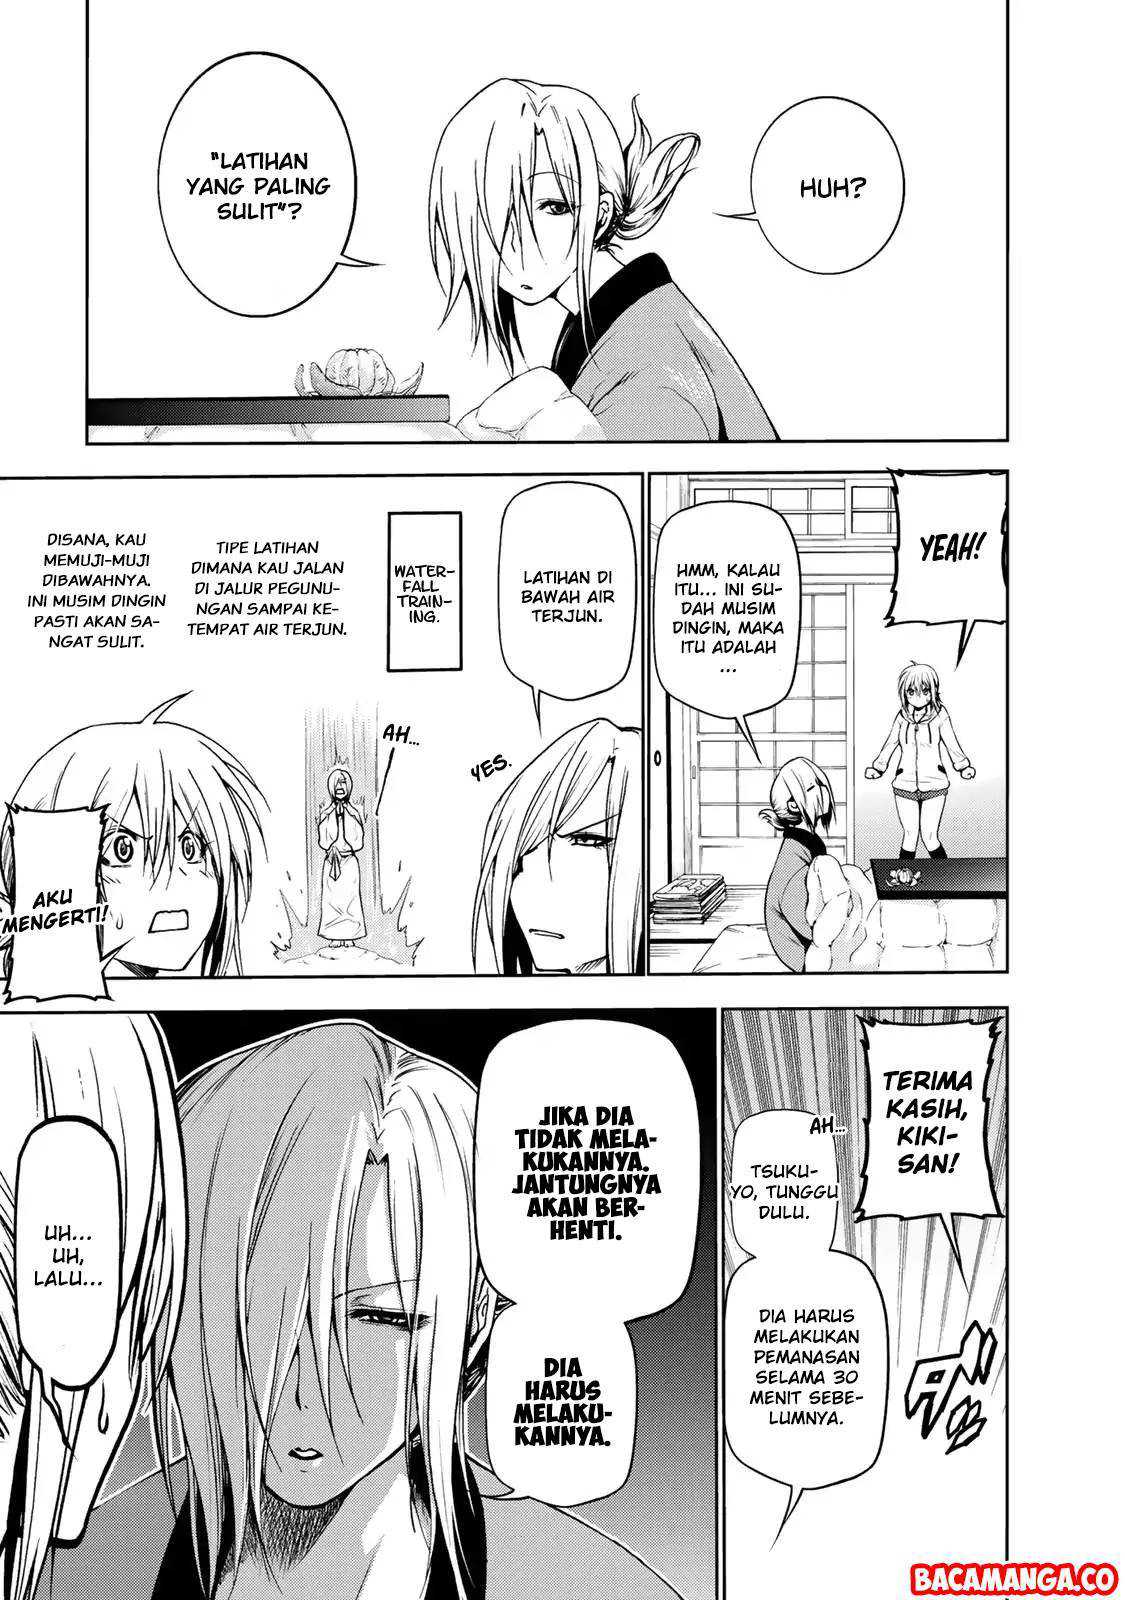 HUH?
"LATIHAN
YANG PALING
SULIT"?
YEAH!
HMM, KALAU
ITU... INI SU-
DAH MUSIM
DINGIN, MAKA
ITU ADALAH
...
LATIHAN DI
BAWAH AIR
TERJUN.
YES.
WATER-
FALL
TRAIN-
ING.
TIPE LATIHAN
DIMANA KAU JALAN
DI JALUR PEGUNU-
NGAN SAMPAI KE-
TEMPAT AIR TERJUN.
DISANA, KAU
MEMUJI-MUJI
DIBAWAHNYA.
INI MUSIM DINGIN
PASTI AKAN SA-
NGAT SULIT.
AH...
AKU
MENGERTI!
TERIMA
KASIH,
KIKI-
SAN!
ダッ
AH...
TSUKU-
YO, TUNGGU
DULU.
DIA HARUS
MELAKUKAN
PEMANASAN
SELAMA 30
MENIT SEBE-
LUMNYA.
JIKA DIA
TIDAK MELA-
KUKANNYA.
JANTUNGNYA
AKAN BER-
HENTI.
DIA
HARUS
MELAKU-
KANNYA.
UH...
UH,
LALU...
BACAMANGA.CO